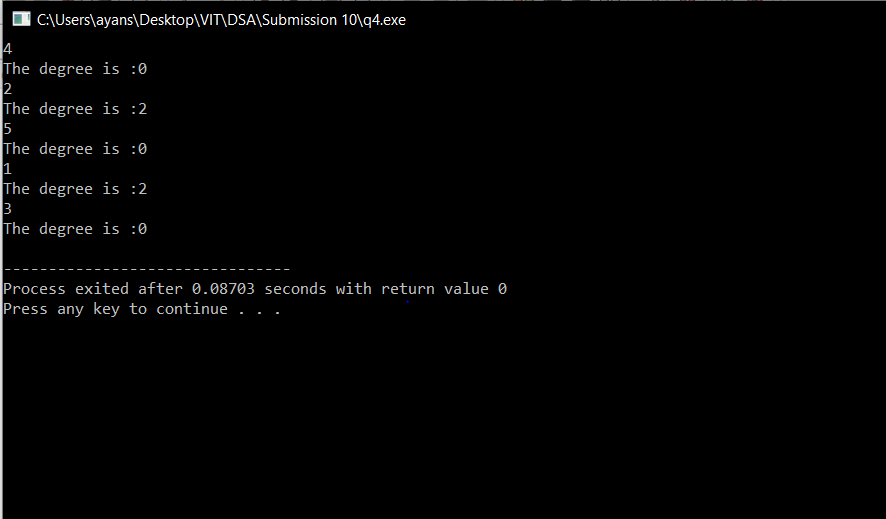 C:\Users\ayans\Desktop\VIT\DSA\Submission 10\q4.exe
4
The degree is :0
2
The degree is :2
5
The degree is :0
1
The degree is :2
3
The degree is :0
--------------------------------
Process exited after 0.08703 seconds with return value 0
Press any key to continue . . .